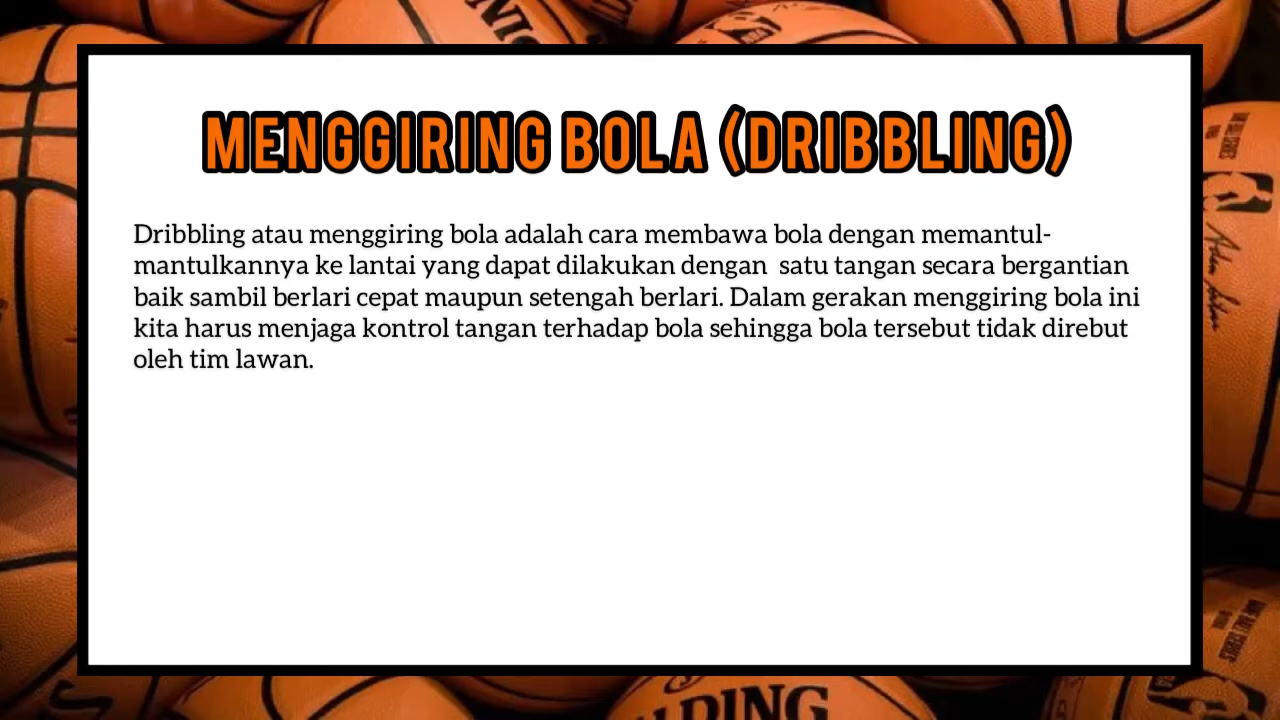 MENGGIRING BOLA (DRIBBLING)
Dribbling atau menggiring bola adalah cara membawa bola dengan memantul-
mantulkannya ke lantai yang dapat dilakukan dengan  satu tangan secara bergantian
baik sambil berlari cepat maupun setengah berlari. Dalam gerakan menggiring bola ini
kita harus menjaga kontrol tangan terhadap bola sehingga bola tersebut tidak direbut
oleh tim lawan.